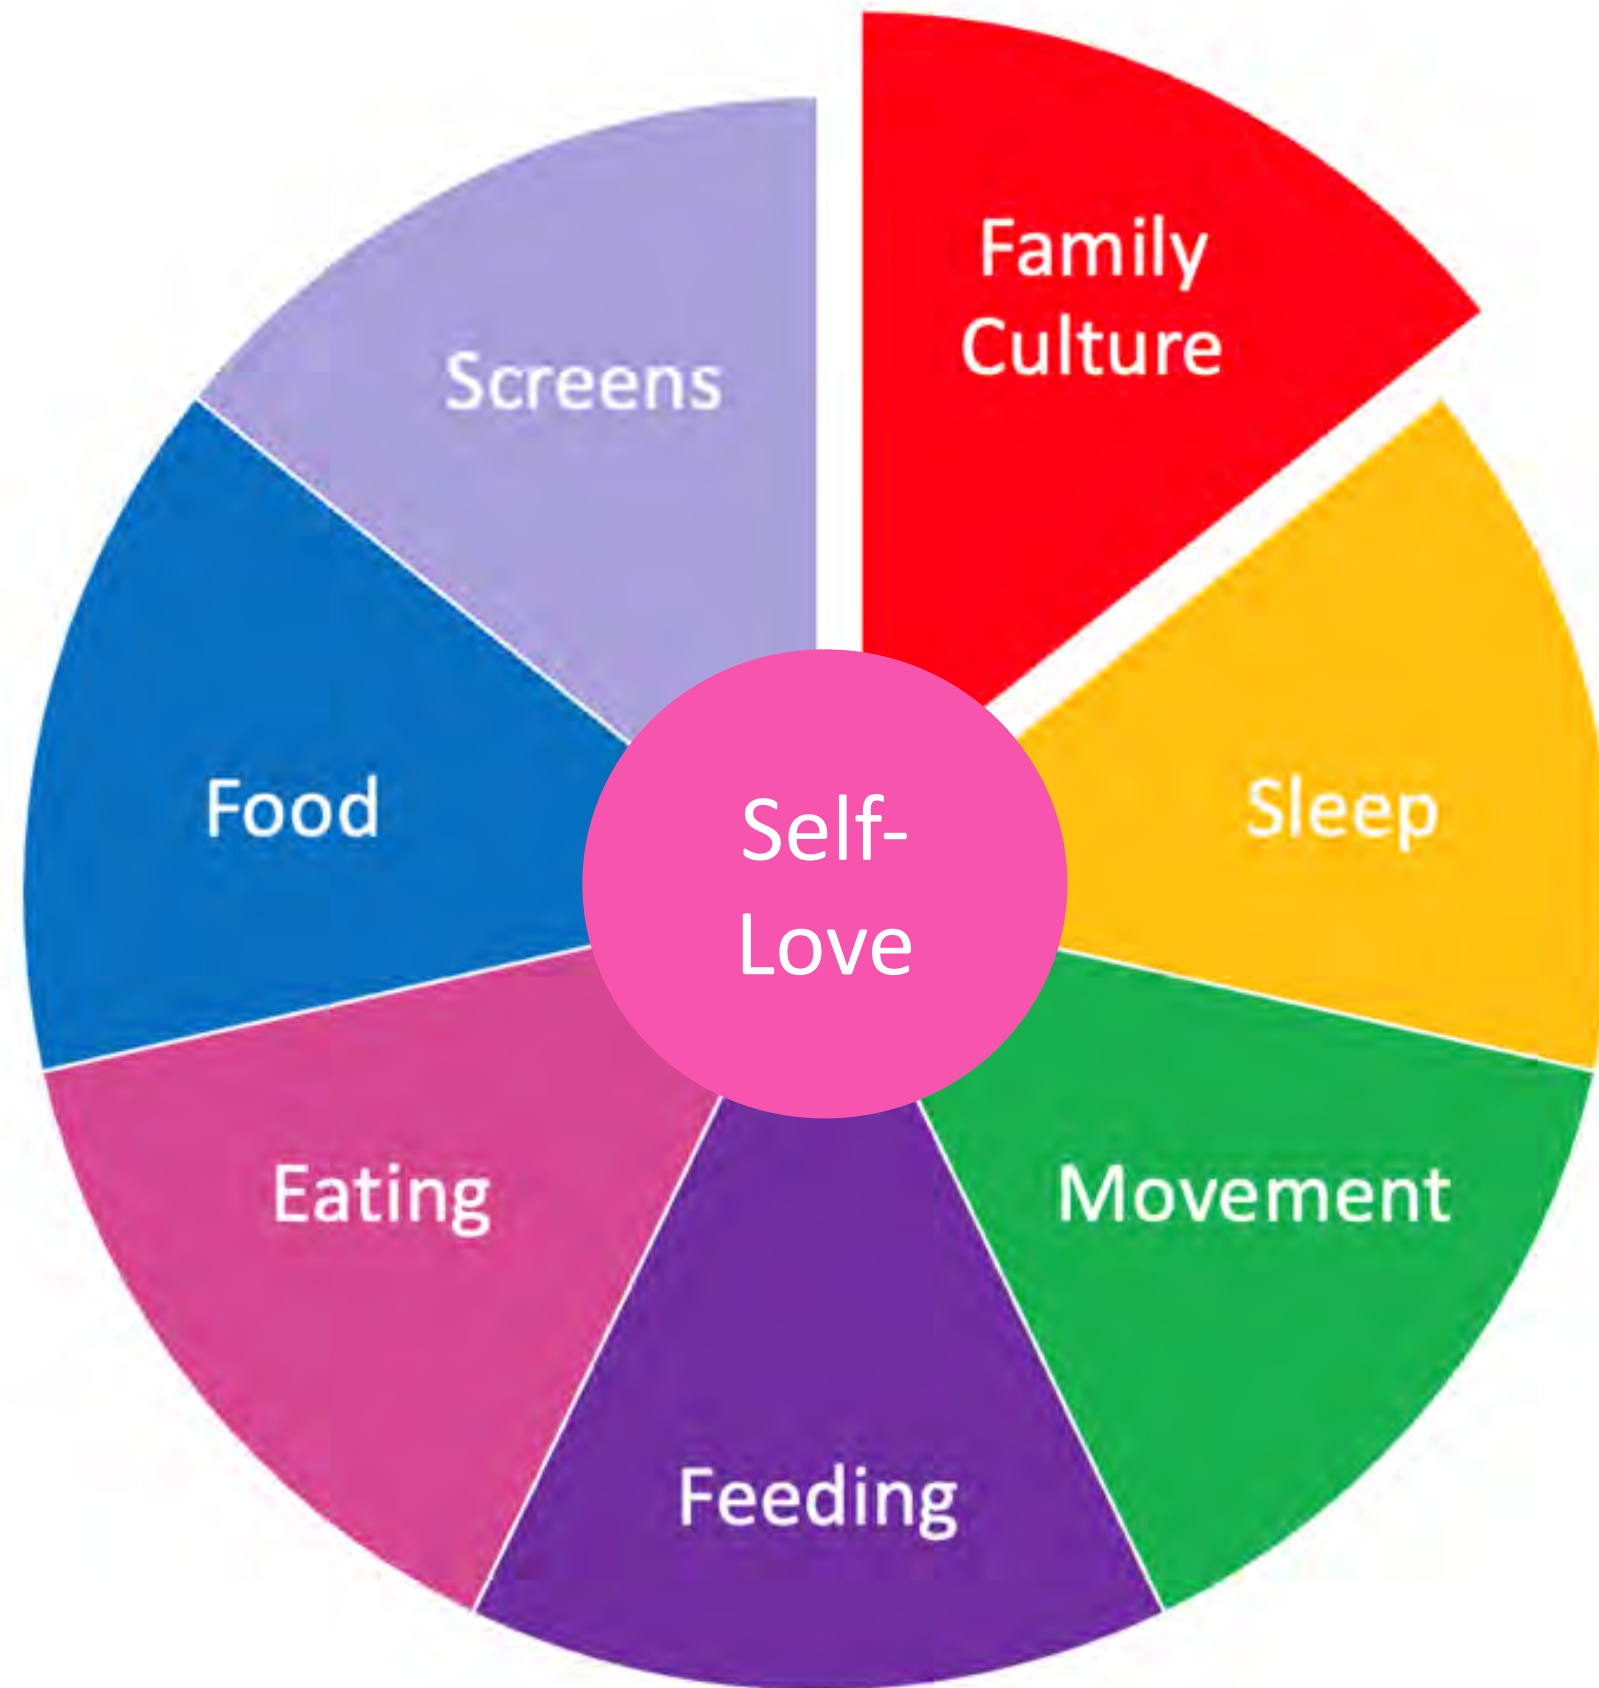 Family
Culture
Screens
Sleep
Food
Self-
Love
Movement
Eating
Feeding